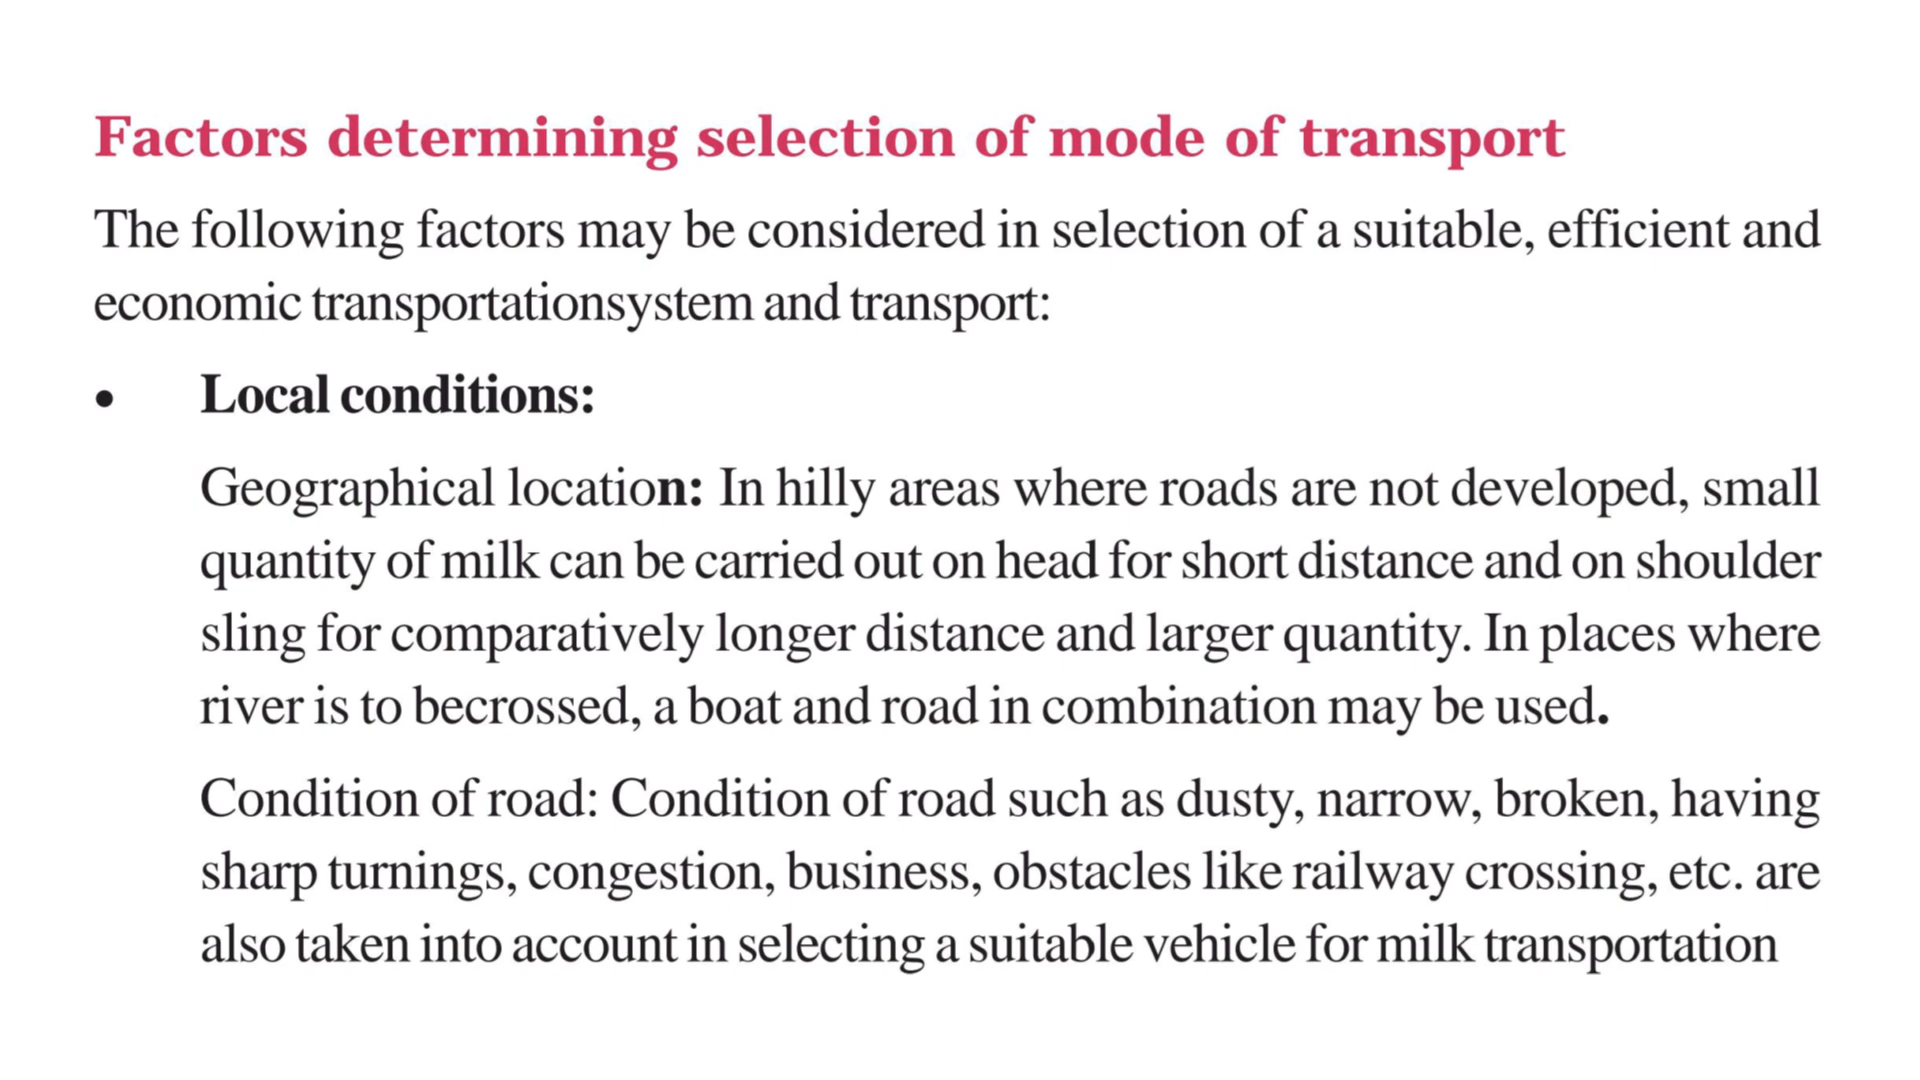 Factors determining selection of mode of transport
The following factors may be considered in selection of a suitable, efficient and
economic transportationsystem and transport:
• Local conditions:
Geographical location: In hilly areas where roads are not developed, small
quantity of milk can be carried out on head for short distance and on shoulder
sling for comparatively longer distance and larger quantity. In places where
river is to becrossed, a boat and road in combination may be used.
Condition of road: Condition of road such as dusty, narrow, broken, having
sharp turnings, congestion, business, obstacles like railway crossing, etc. are
also taken into account in selecting a suitable vehicle for milk transportation